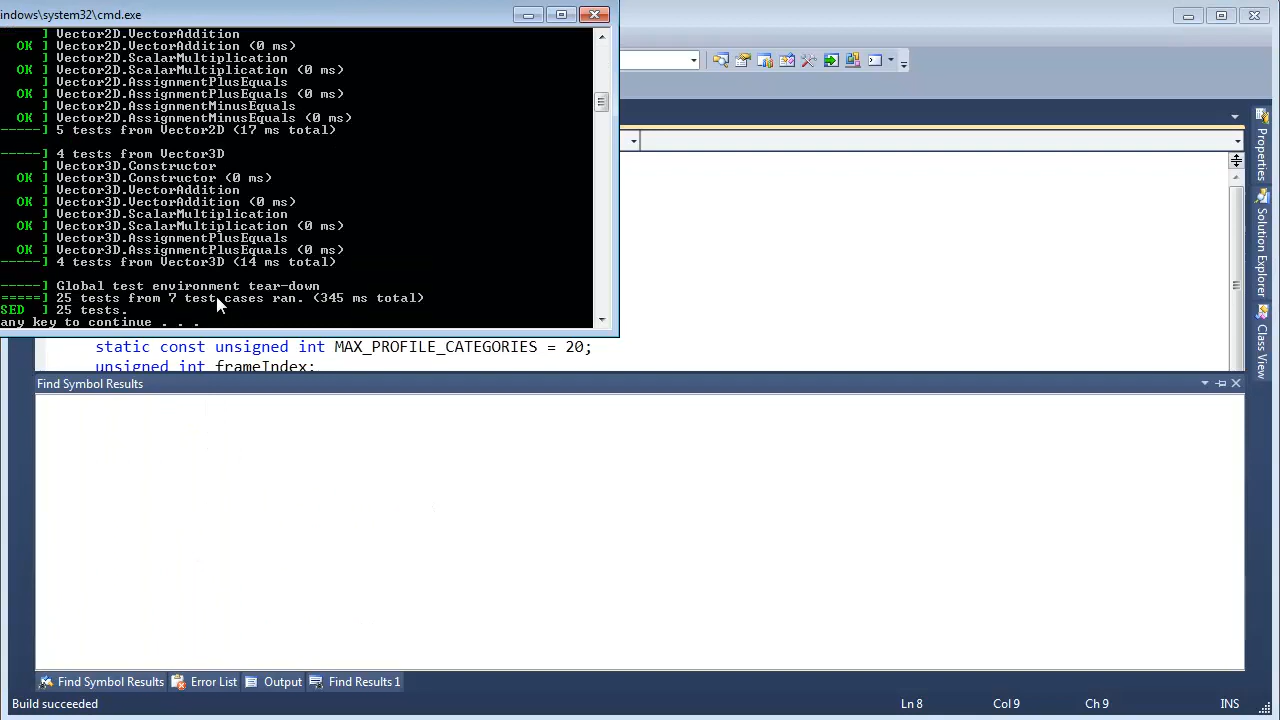 indows\system32\cmd.exe
] Vector2D.VectorAddition
OK ] Vector2D.VectorAddition (0 ms)
] Vector2D.ScalarMultiplication
OK ] Vector2D.ScalarMultiplication (0 ms)
] Vector2D.AssignmentPlusEquals
OK ] Vector2D.AssignmentPlusEquals (0 ms)
] Vector2D.AssignmentMinusEquals
OK ] Vector2D.AssignmentMinusEquals (0 ms)
-----] 5 tests from Vector2D (17 ms total)
-----] 4 tests from Vector3D
] Vector3D.Constructor
OK ] Vector3D.Constructor (0 ms)
] Vector3D.VectorAddition
OK ] Vector3D.VectorAddition (0 ms)
] Vector3D.ScalarMultiplication
OK ] Vector3D.ScalarMultiplication (0 ms)
] Vector3D.AssignmentPlusEquals
OK ] Vector3D.AssignmentPlusEquals (0 ms)
-----] 4 tests from Vector3D (14 ms total)
-----] Global test environment tear-down
=====] 25 tests from 7 test cases ran. (345 ms total)
SED ] 25 tests.
any key to continue . . .
static const unsigned int MAX_PROFILE_CATEGORIES = 20;
unsigned int frameIndex;
Properties
Solution Explorer
Class View
Find Symbol Results
Find Symbol Results
Error List
Output
Find Results 1
Build succeeded
Ln 8
Col 9
Ch 9
INS